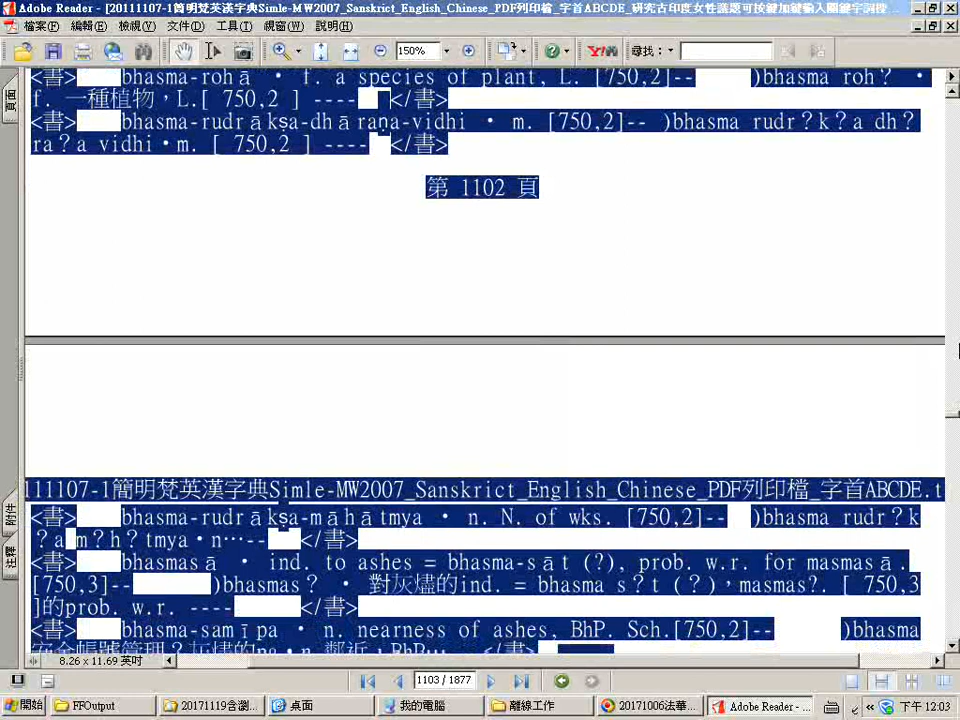 Adobe Reader - [20111107-1簡明梵英漢字典Simle-MW2007_Sanskrict_English_Chinese_PDF列印檔_字首ABCDE_研究古印度女性議題可按鍵加鍵輸入關鍵字詞搜..
檔案(F) 編輯(E) 檢視(V) 文件(D) 工具(T) 視窗(W) 說明(H)
150% Y! 尋找:
頁面
<書> bhasma-rohā • f. a species of plant, L. [750,2]-- )bhasma roh? •
f. 一種植物，L.[ 750,2 ] ---- </書>
<書> bhasma-rudrākṣa-dhāraṇa-vidhi • m. [750,2]-- )bhasma rudr?k?a dh?
ra?a vidhi•m. [ 750,2 ] ---- </書>
第 1102 頁
111107-1簡明梵英漢字典Simle-MW2007_Sanskrict_English_Chinese_PDF列印檔_字首ABCDE.t
<書> bhasma-rudrākṣa-māhātmya • n. N. of wks. [750,2]-- )bhasma rudr?k
?a m?h?tmya•n…-- </書>
<書> bhasmasā • ind. to ashes = bhasma-sāt (?), prob. w.r. for masmasā.
[750,3]-- )bhasmas? • 對灰燼的ind. = bhasma s?t (?)，masmas?. [ 750,3
]的prob. w.r. ---- </書>
<書> bhasma-samīpa • n. nearness of ashes, BhP. Sch.[750,2]-- )bhasma
附件
注釋
8.26 x 11.69 英吋
1103 / 1877
開始 FFOutput 20171119含瀏... 桌面 我的電腦 離線工作 20171006法華... Adobe Reader -... 下午 12:03